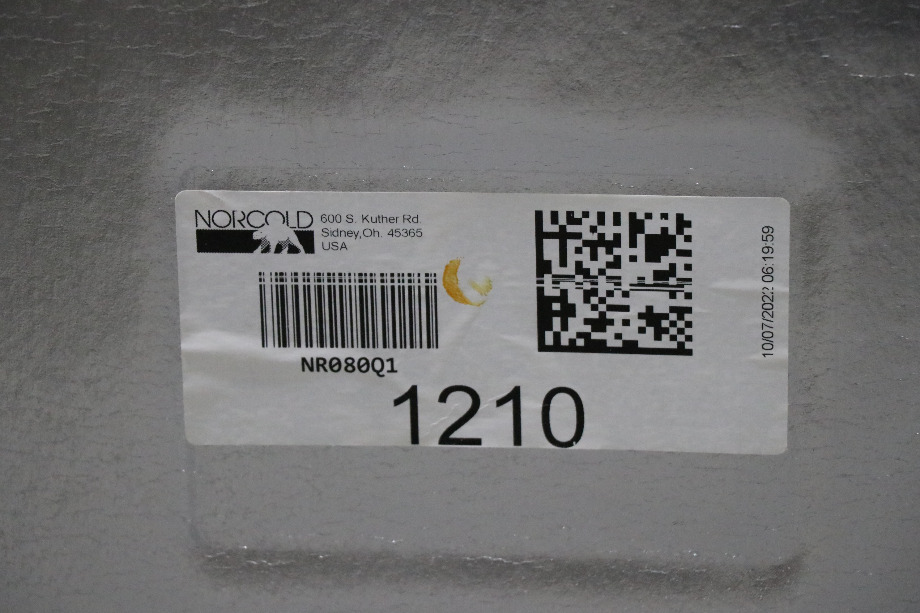 NORCOLD
600 S. Kuther Rd.
Sidney,Oh. 45365
USA
NR080Q1
1210
10/07/2022 06:19:59